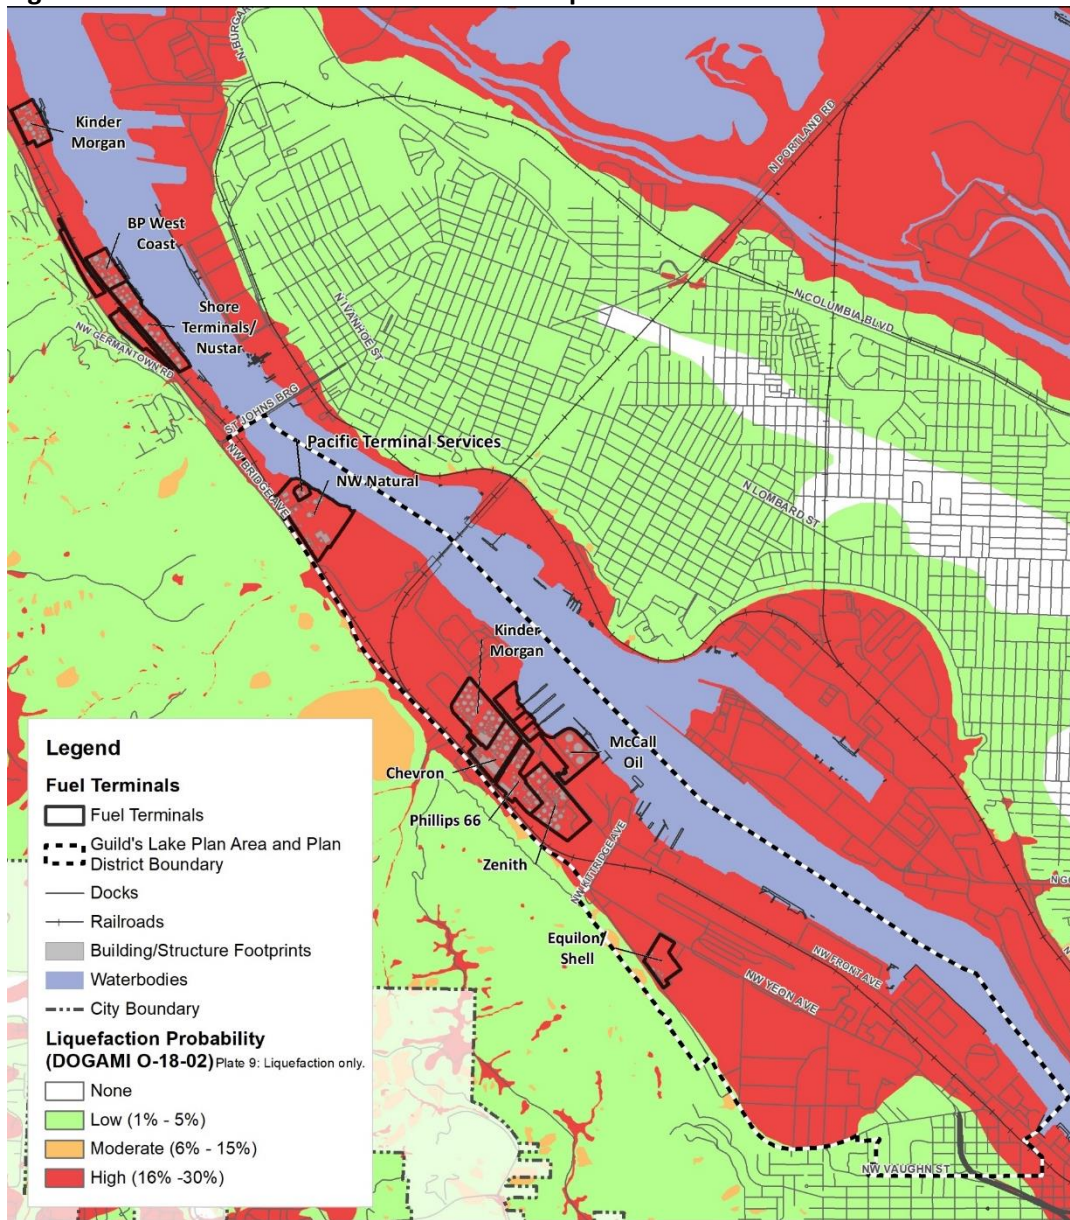 N BURGAR
Kinder
Morgan
N PORTLAND RD
BP West
Coast
Shore
Terminals/
Nustar
N IVANHOE ST
N COLUMBIA BLVD
NW GERMANTOWN RD
ST JOHNS BRG
Pacific Terminal Services
NW BRIDGE AVE
NW Natural
N LOMBARD ST
Kinder
Morgan
McCall
Oil
Chevron
Phillips 66
Zenith
NW KITTRIDGE AVE
N G
Equilon/
Shell
NW FRONT AVE
NW YEON AVE
NW VAUGHN ST
Legend
Fuel Terminals
Fuel Terminals
Guild's Lake Plan Area and Plan
District Boundary
Docks
Railroads
Building/Structure Footprints
Waterbodies
City Boundary
Liquefaction Probability
(DOGAMI O-18-02) Plate 9: Liquefaction only.
None
Low (1% - 5%)
Moderate (6% - 15%)
High (16% -30%)